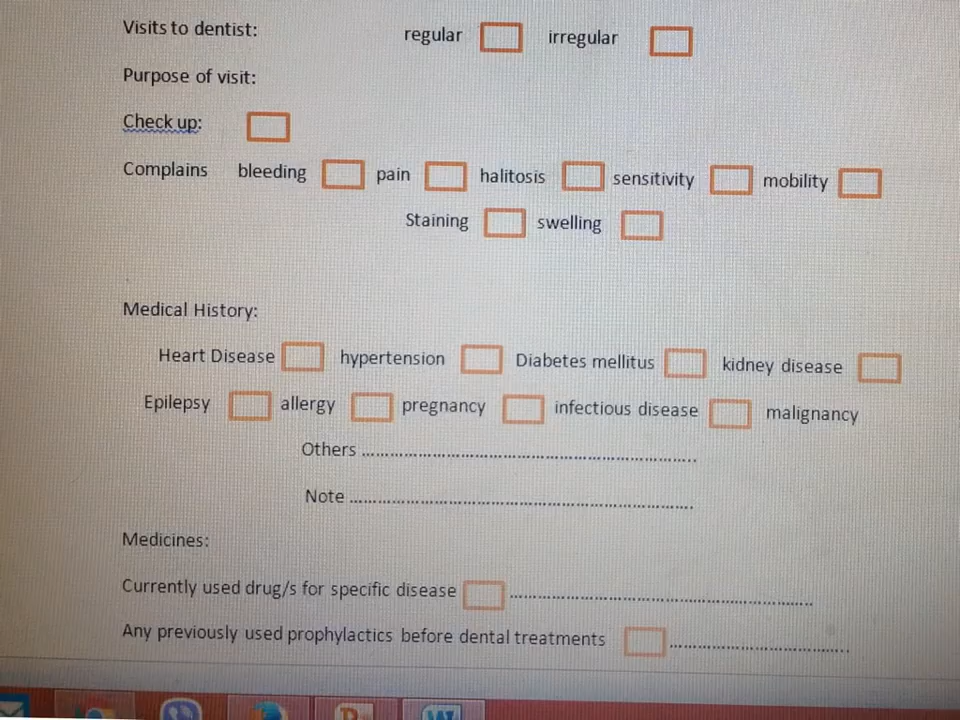 Visits to dentist: regular irregular
Purpose of visit:
Check up:
Complains bleeding pain halitosis sensitivity mobility
Staining swelling
Medical History:
Heart Disease hypertension Diabetes mellitus kidney disease
Epilepsy allergy pregnancy infectious disease malignancy
Others ........................................................................
Note ..........................................................................
Medicines:
Currently used drug/s for specific disease ................................................................
Any previously used prophylactics before dental treatments ......................................